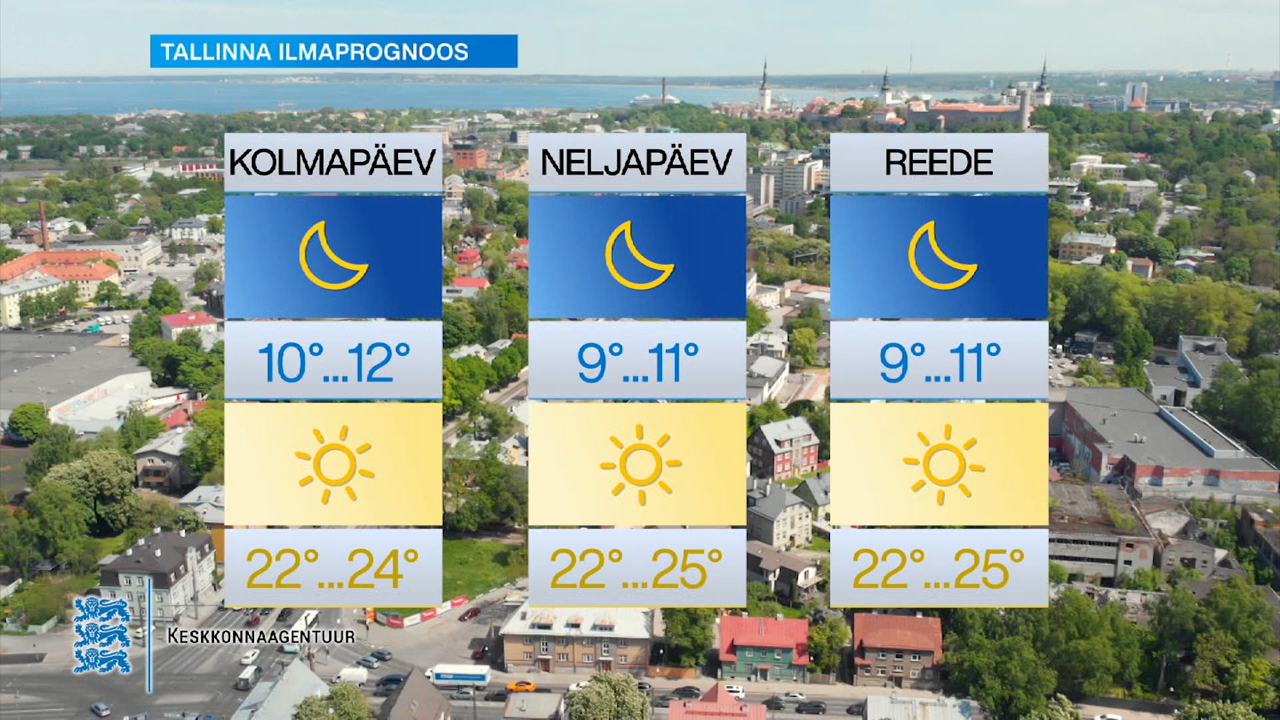 TALLINNA ILMAPROGNOOS
KOLMAPÄEV
10°...12°
22°...24°
NELJAPÄEV
9°...11°
22°...25°
REEDE
9°...11°
22°...25°
KESKKONNAAGENTUUR